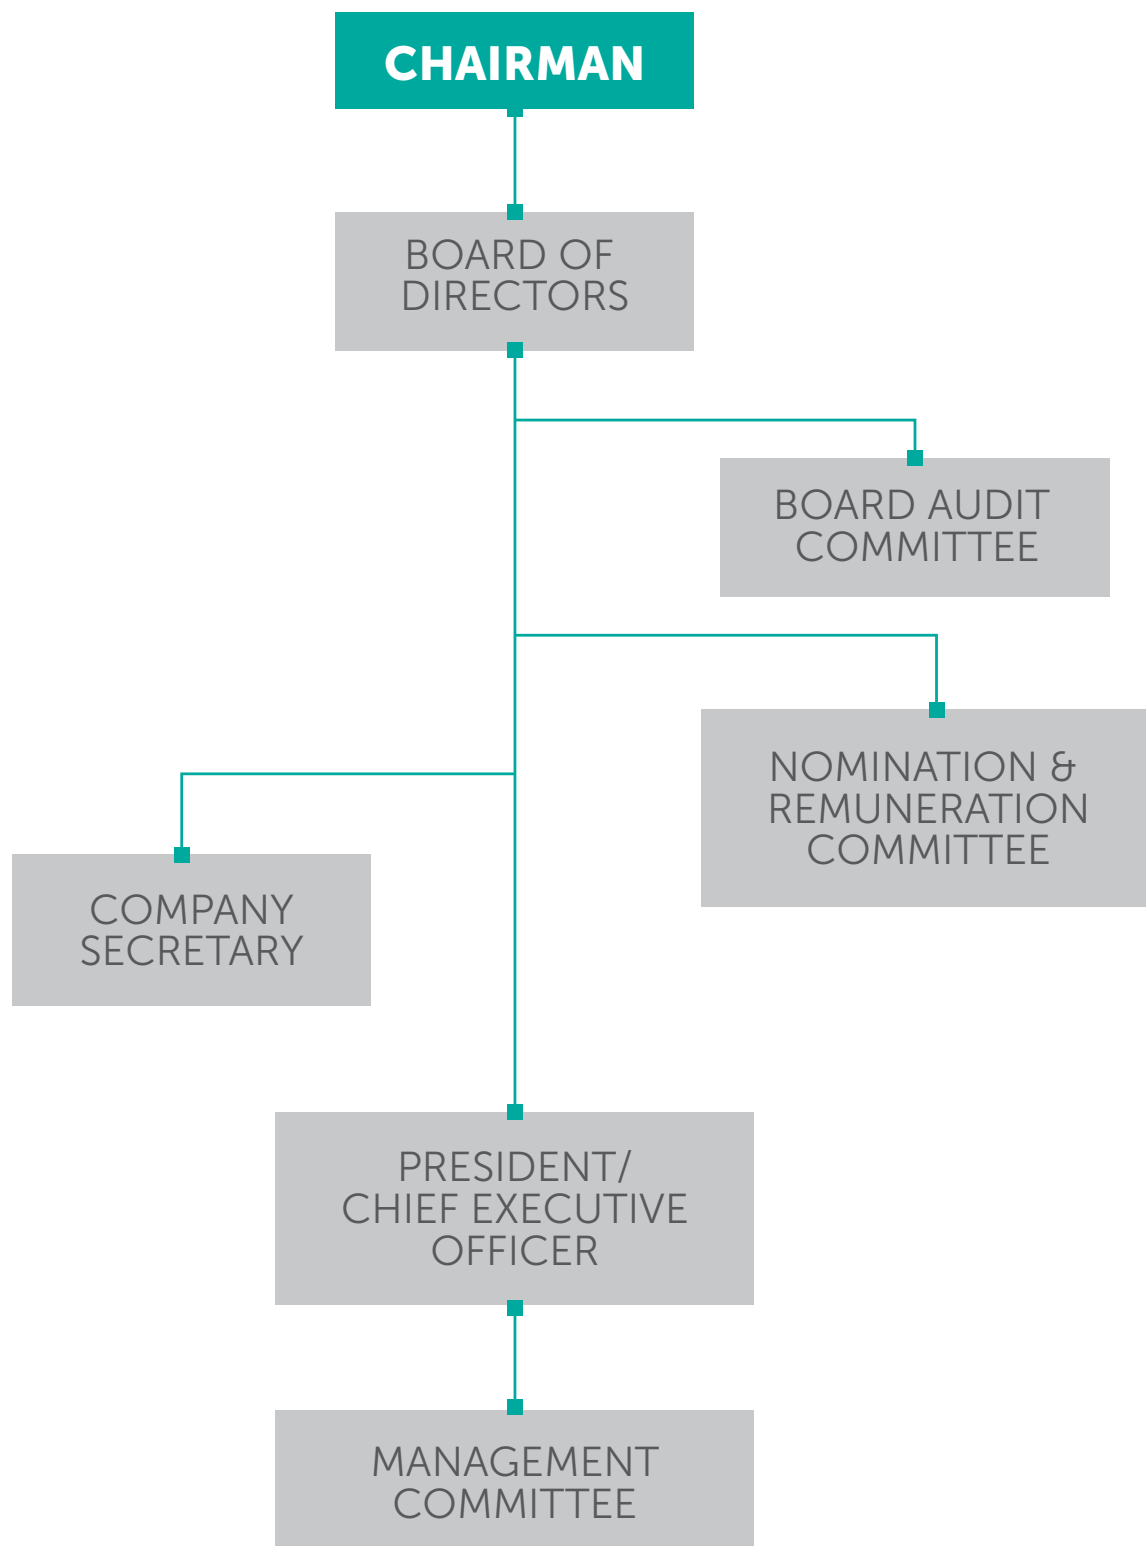 CHAIRMAN
BOARD OF
DIRECTORS
BOARD AUDIT
COMMITTEE
NOMINATION &
REMUNERATION
COMMITTEE
COMPANY
SECRETARY
PRESIDENT/
CHIEF EXECUTIVE
OFFICER
MANAGEMENT
COMMITTEE